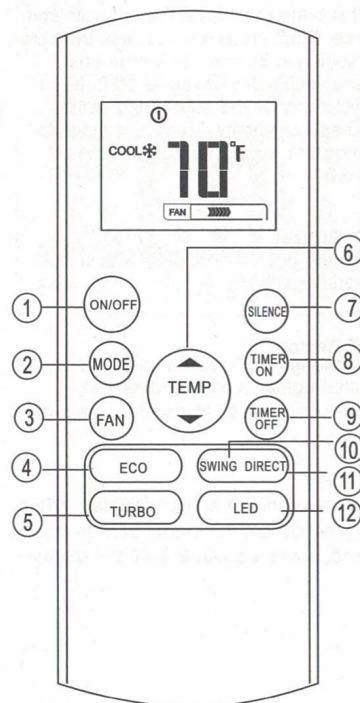 COOL 70°F
FAN
6
1 ON/OFF SILENCE 7
2 MODE TIMER ON 8
TEMP
3 FAN TIMER OFF 9
10
4 ECO SWING DIRECT 11
5 TURBO LED 12